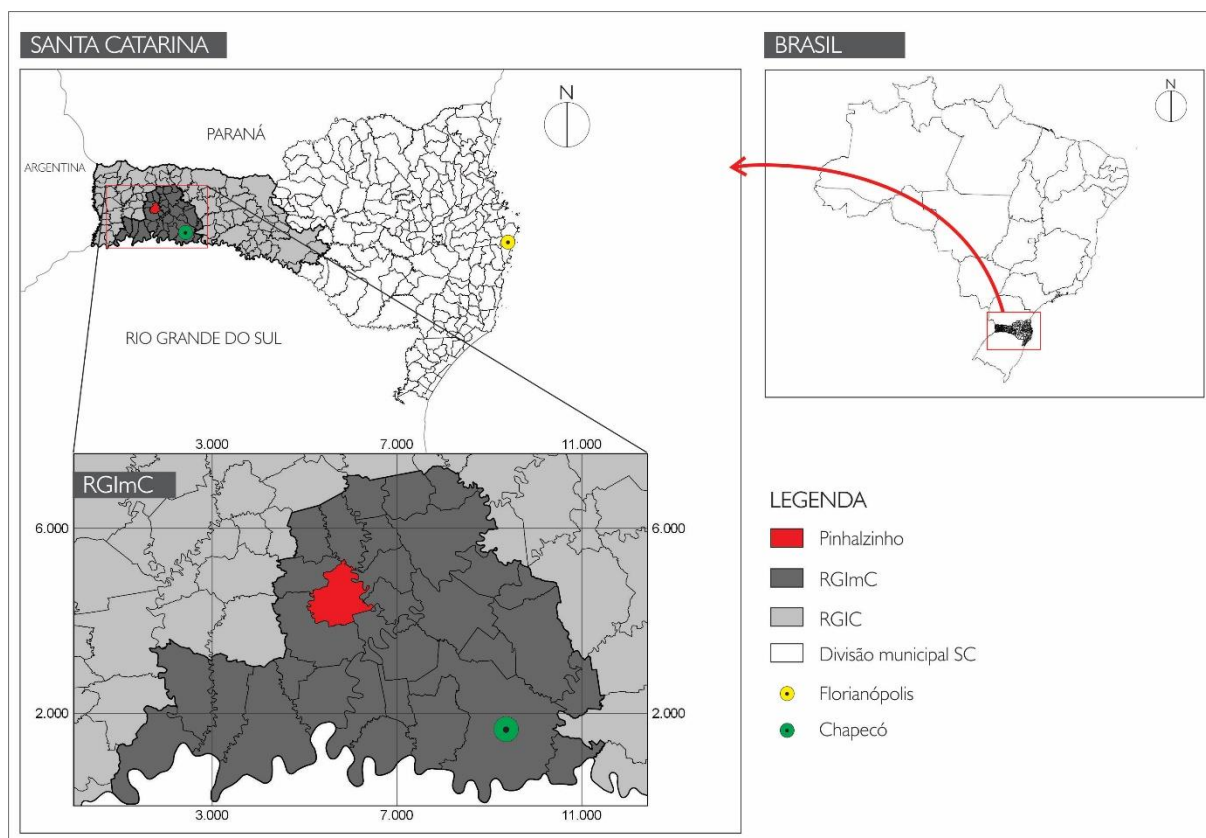 SANTA CATARINA
BRASIL
N
N
PARANÁ
ARGENTINA
RIO GRANDE DO SUL
3.000 7.000 11.000
RGImC
6.000 6.000
2.000 2.000
3.000 7.000 11.000
LEGENDA
Pinhalzinho
RGImC
RGIC
Divisão municipal SC
Florianópolis
Chapecó